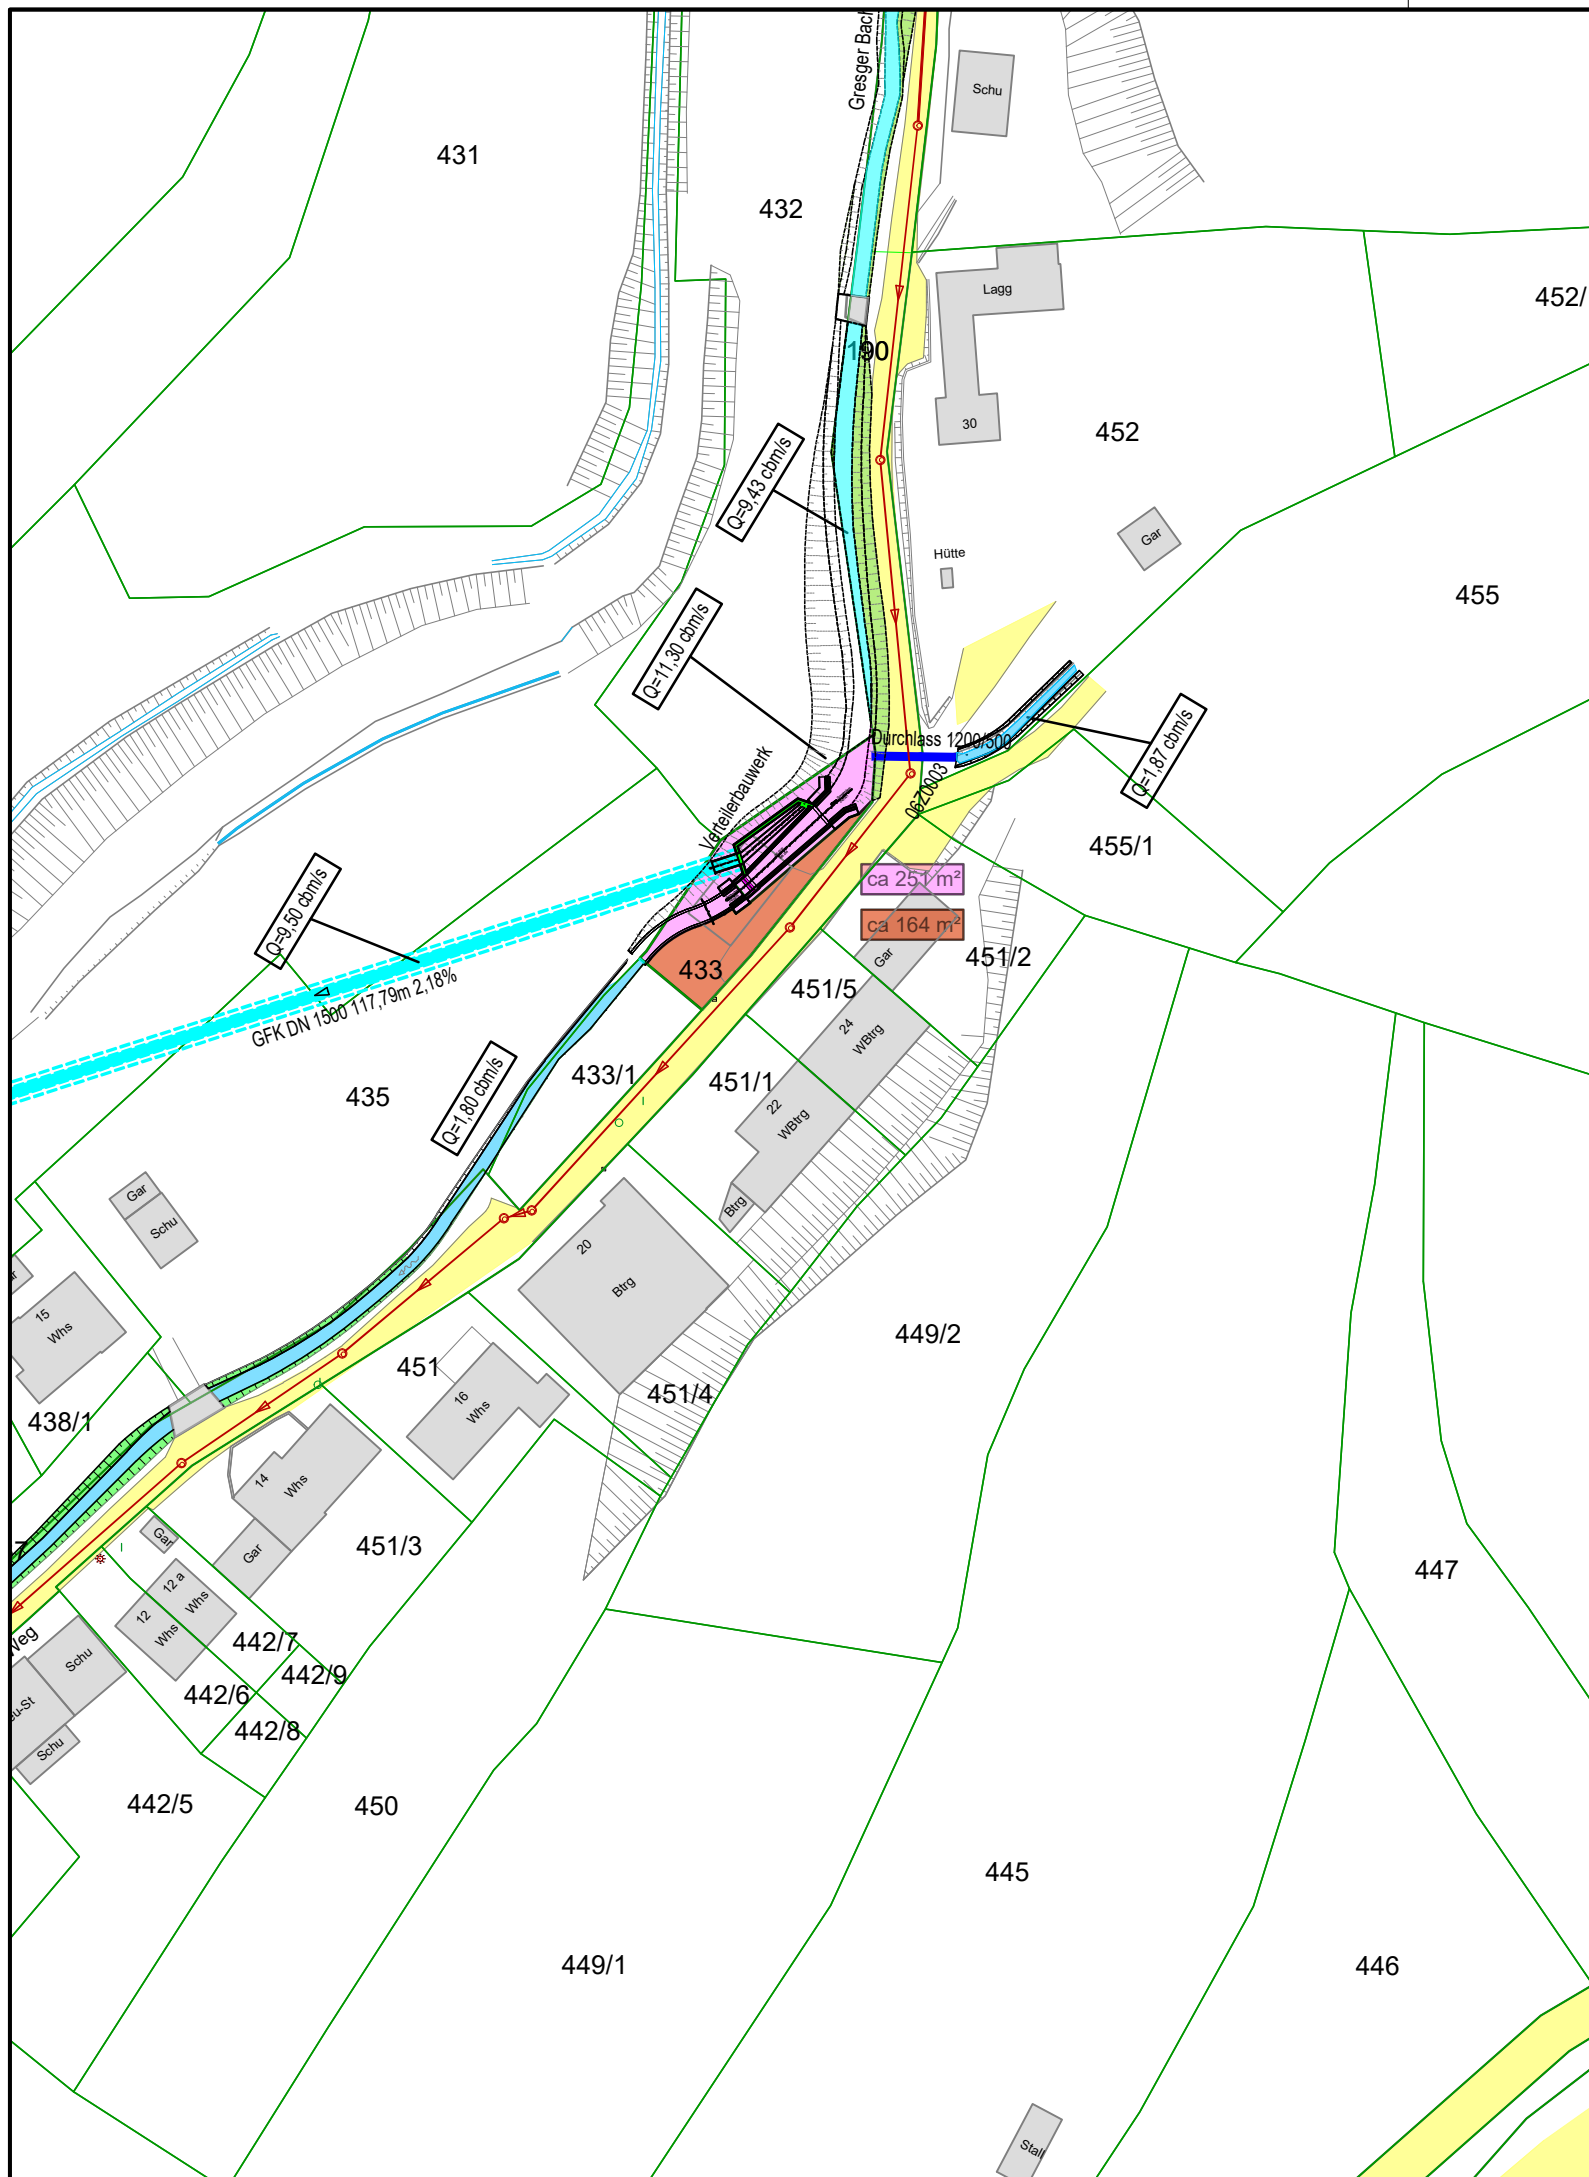 Gresger Bach
Schu
431
432
Lagg
452/
190
30
452
Q=9,43 cbm/s
Gar
Hütte
455
Q=11,30 cbm/s
Durchlass 1200/500
Q=1,87 cbm/s
Verteilerbauwerk
06Z0003
455/1
ca 251 m²
ca 164 m²
Q=9,50 cbm/s
433
Gar
451/2
451/5
GFK DN 1500 117,79m 2,18%
24
WBtrg
433/1
451/1
435
Q=1,80 cbm/s
22
WBtrg
Gar
Schu
Btrg
20
Btrg
15
Whs
449/2
451
16
Whs
451/4
438/1
14
Whs
Gar
Gar
451/3
447
12 a
Whs
12
Whs
Weg
442/7
Schu
442/9
442/6
eu-St
442/8
Schu
442/5
450
445
449/1
446
Stall